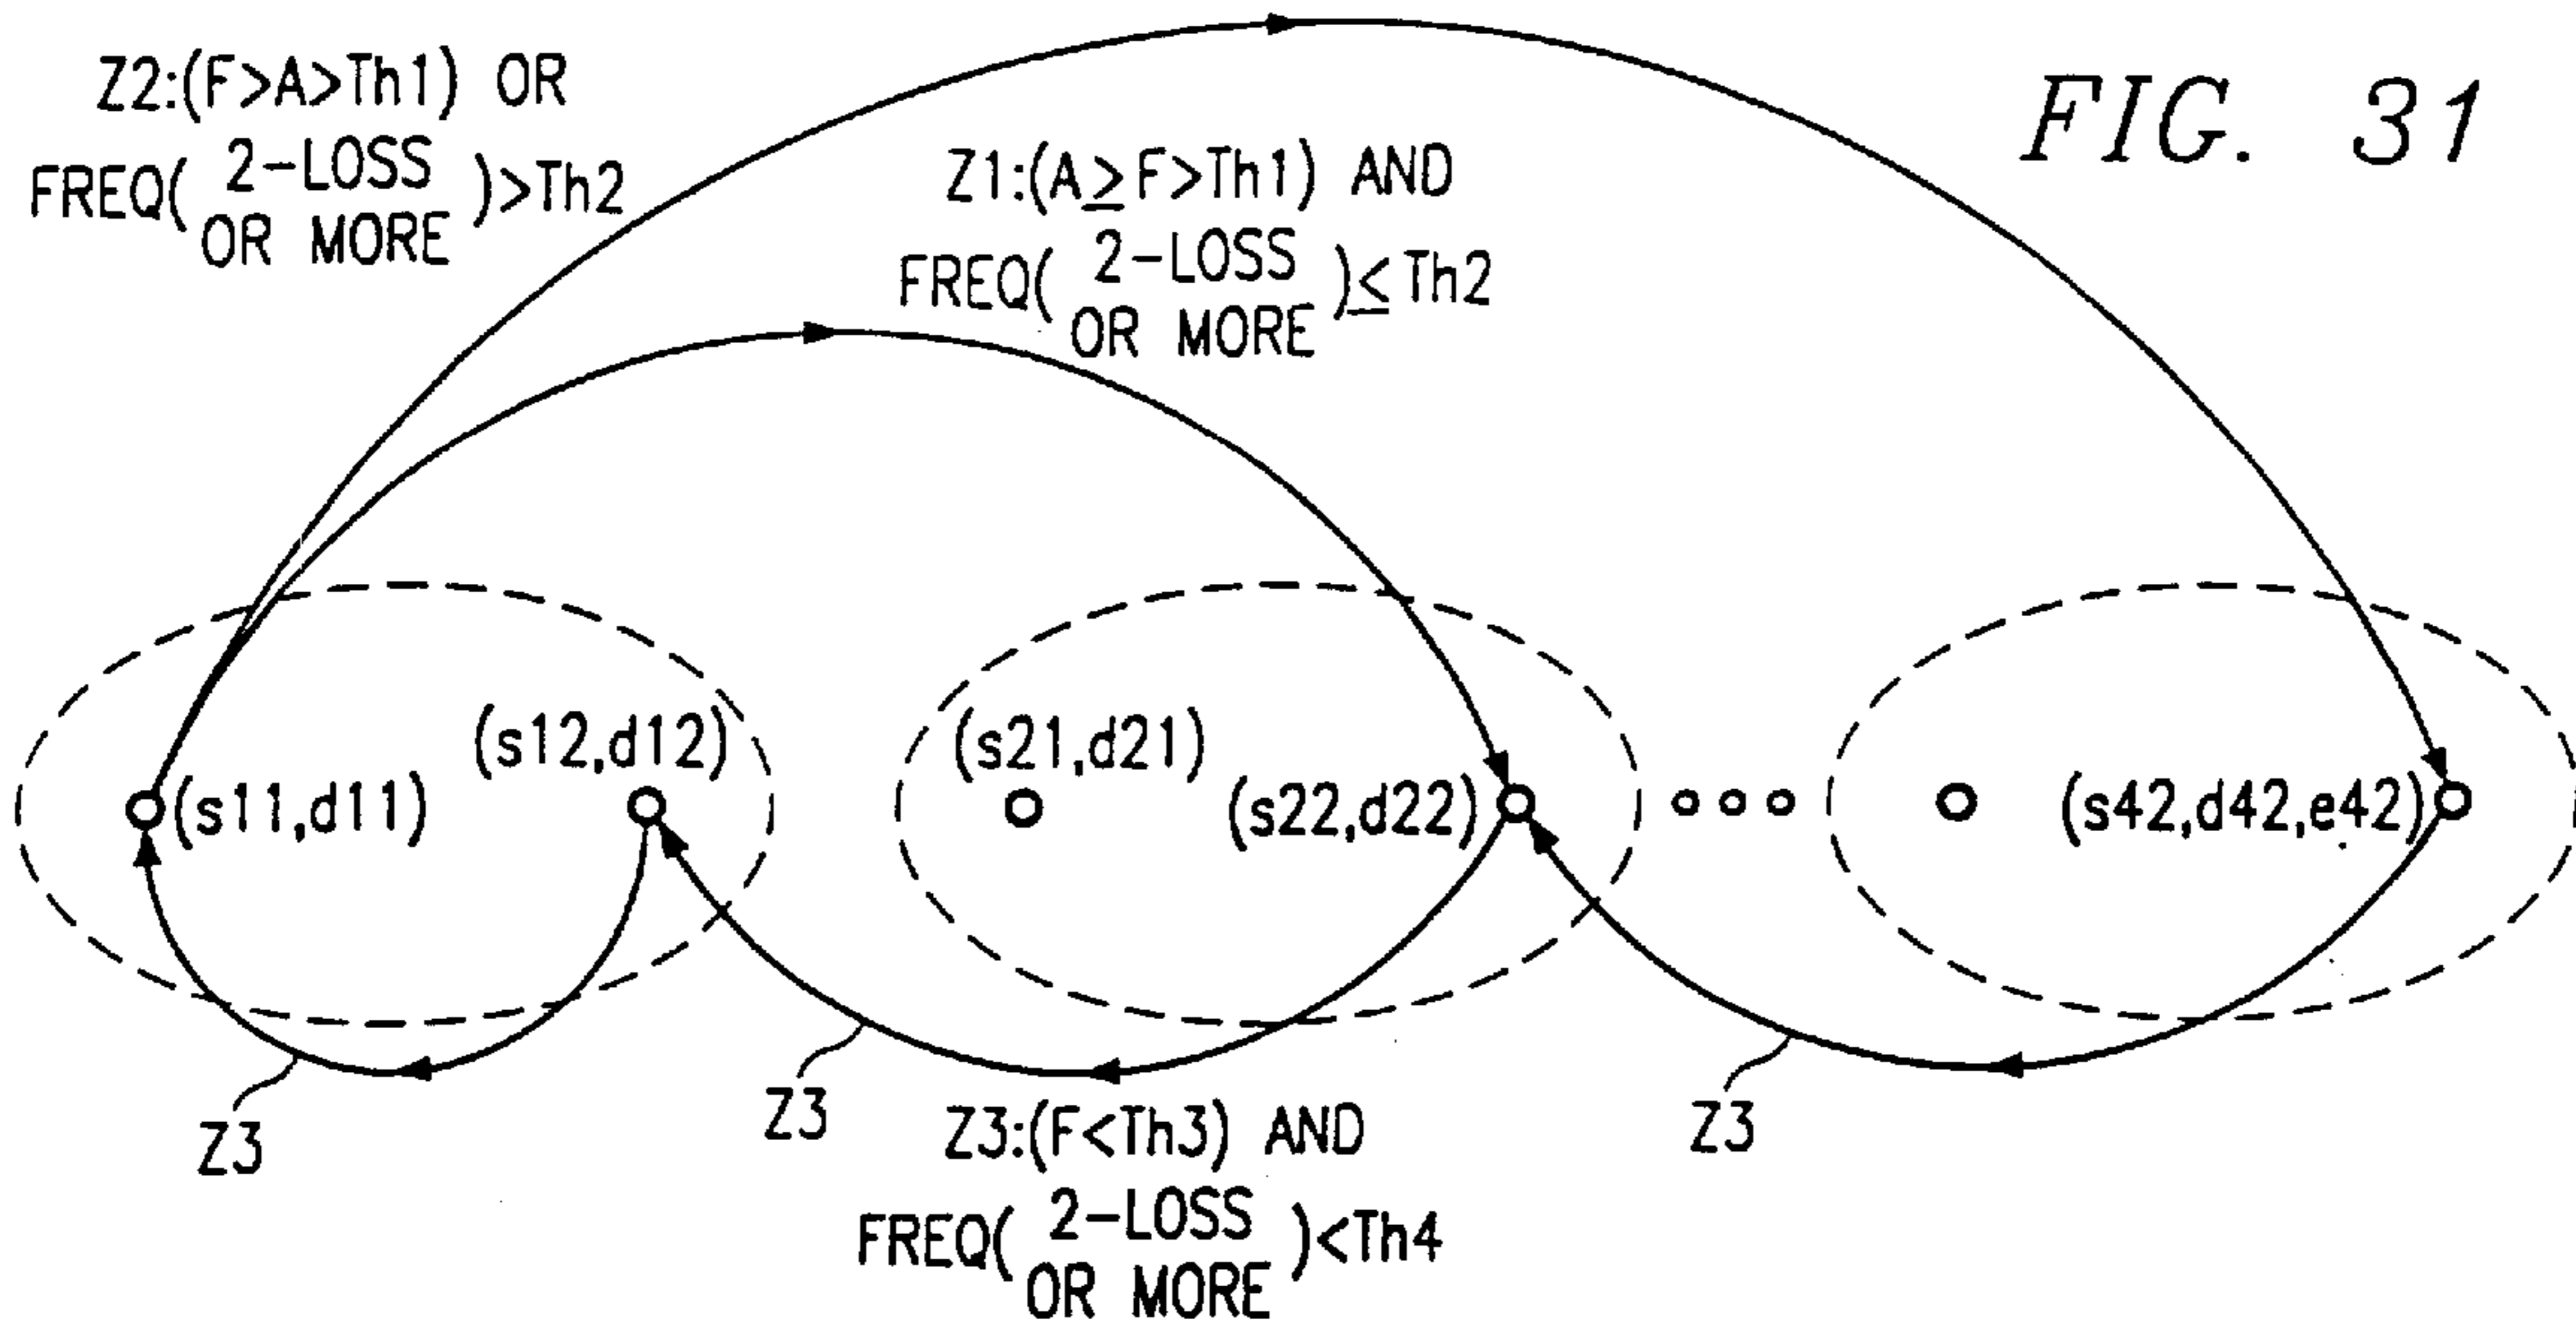 FIG. 31
Z2:(F>A>Th1) OR
FREQ( 2-LOSS
OR MORE )>Th2
Z1:(A≥F>Th1) AND
FREQ( 2-LOSS
OR MORE )≤Th2
(s11,d11)
(s12,d12)
(s21,d21)
(s22,d22)
(s42,d42,e42)
Z3
Z3
Z3
Z3:(F<Th3) AND
FREQ( 2-LOSS
OR MORE )<Th4